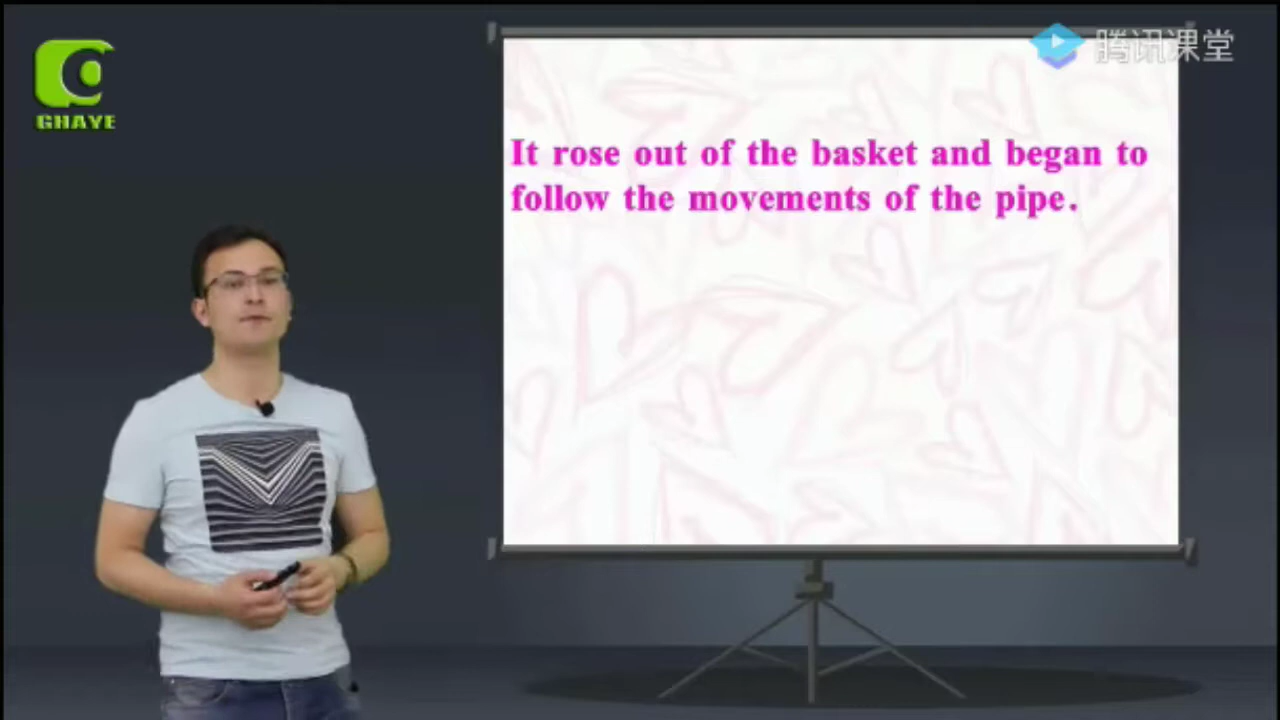 GHAYE
腾讯课堂
It rose out of the basket and began to
follow the movements of the pipe.